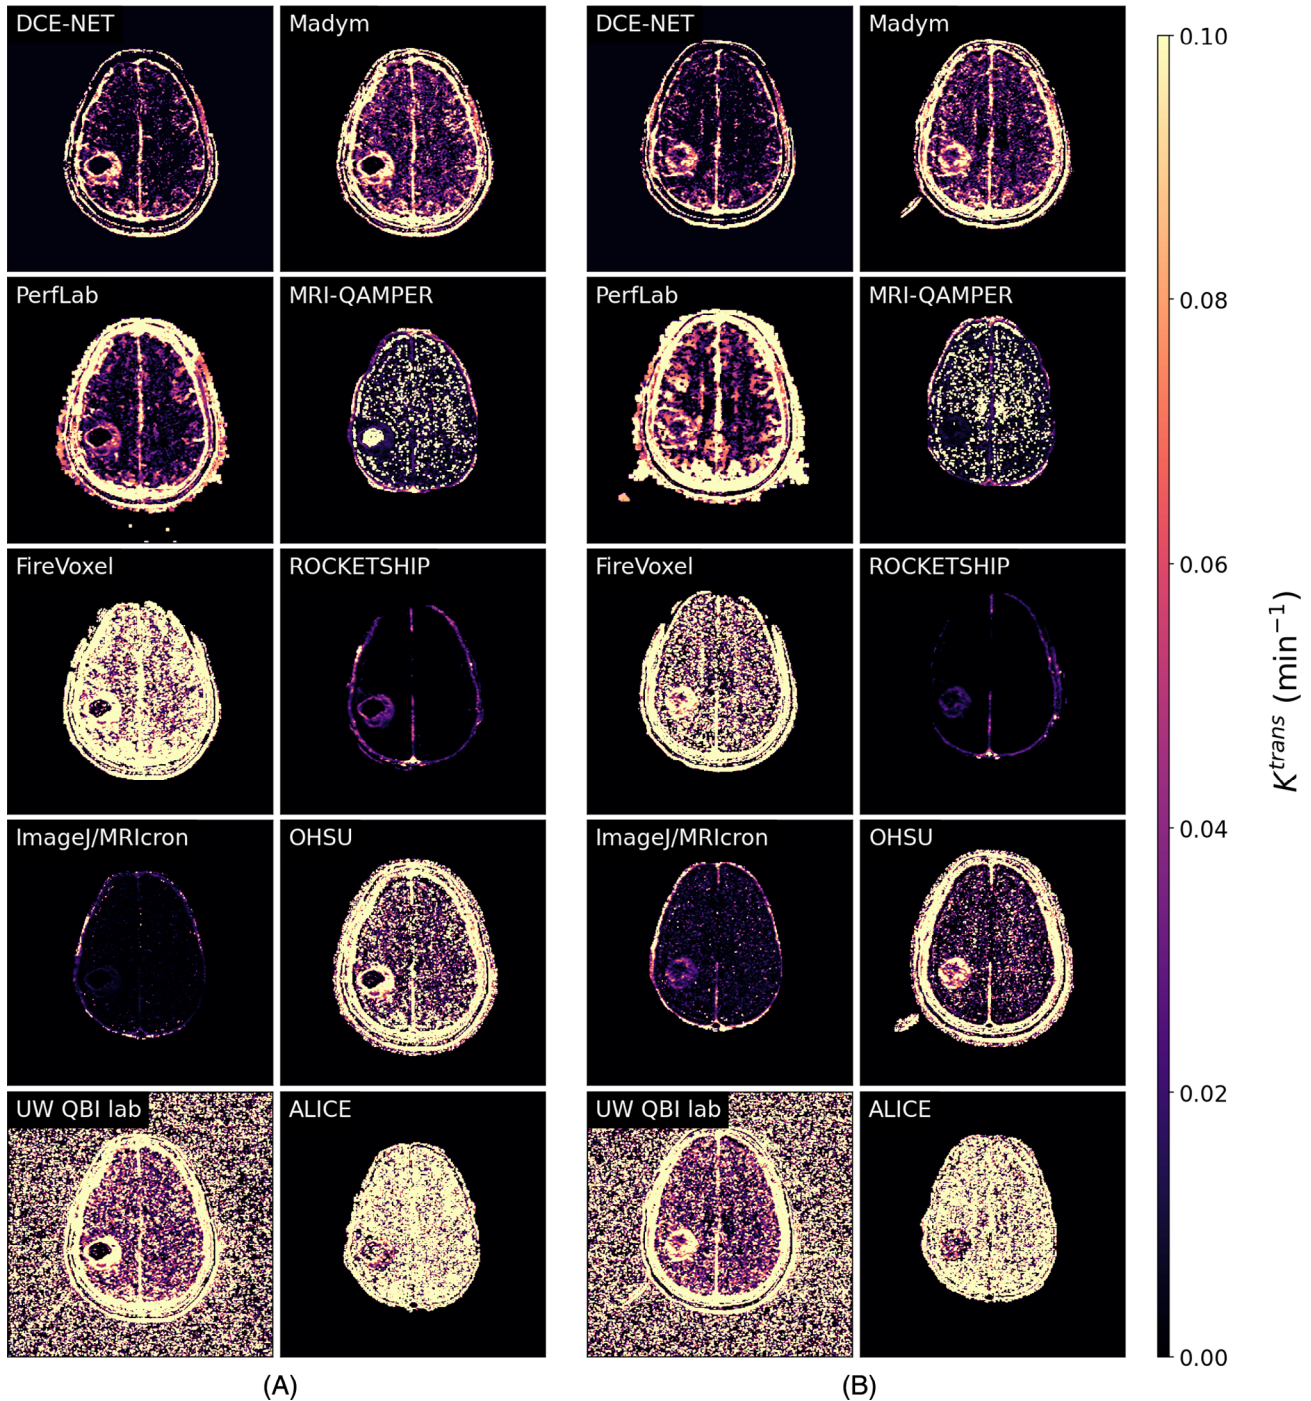 DCE-NET Madym DCE-NET Madym
PerfLab MRI-QAMPER PerfLab MRI-QAMPER
FireVoxel ROCKETSHIP FireVoxel ROCKETSHIP
ImageJ/MRIcron OHSU ImageJ/MRIcron OHSU
UW QBI lab ALICE UW QBI lab ALICE
(A) (B)
0.10
0.08
0.06
0.04
0.02
0.00
K^trans (min⁻¹)